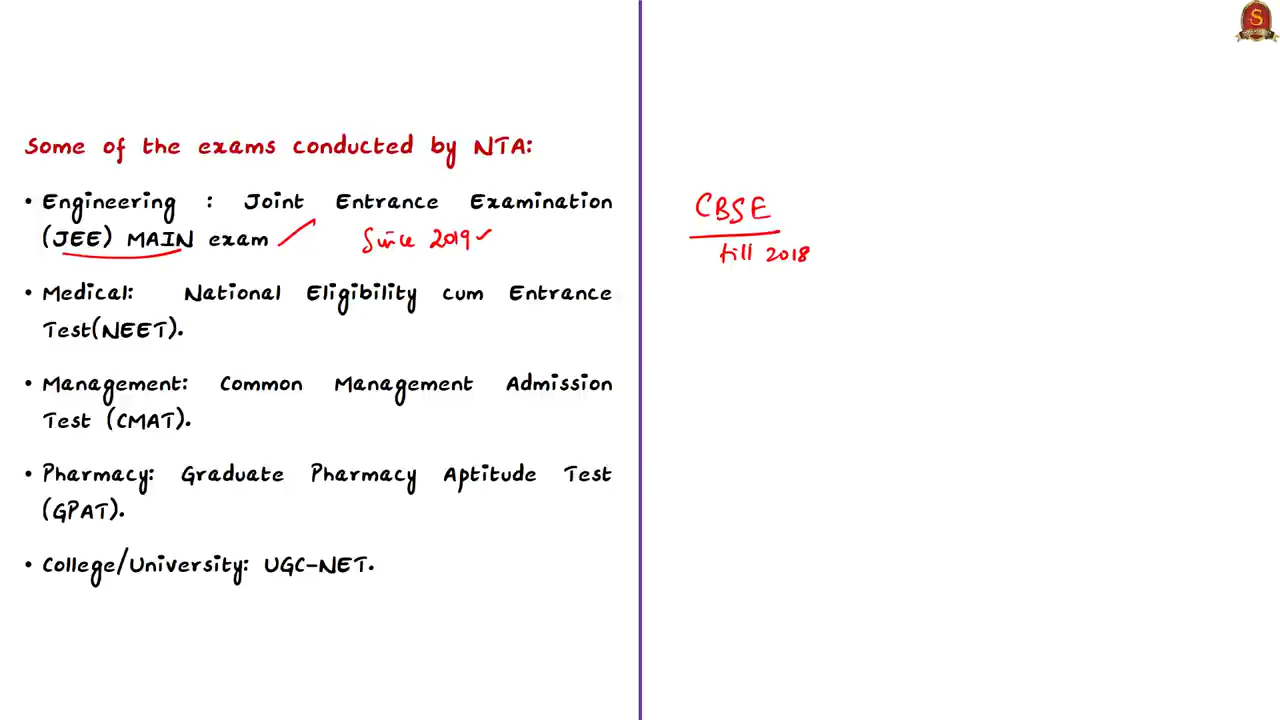 S
Some of the exams conducted by NTA:
• Engineering : Joint Entrance Examination
(JEE) MAIN exam
Since 2019
• Medical: National Eligibility cum Entrance
Test(NEET).
• Management: Common Management Admission
Test (CMAT).
• Pharmacy: Graduate Pharmacy Aptitude Test
(GPAT).
• College/University: UGC-NET.
CBSE
till 2018